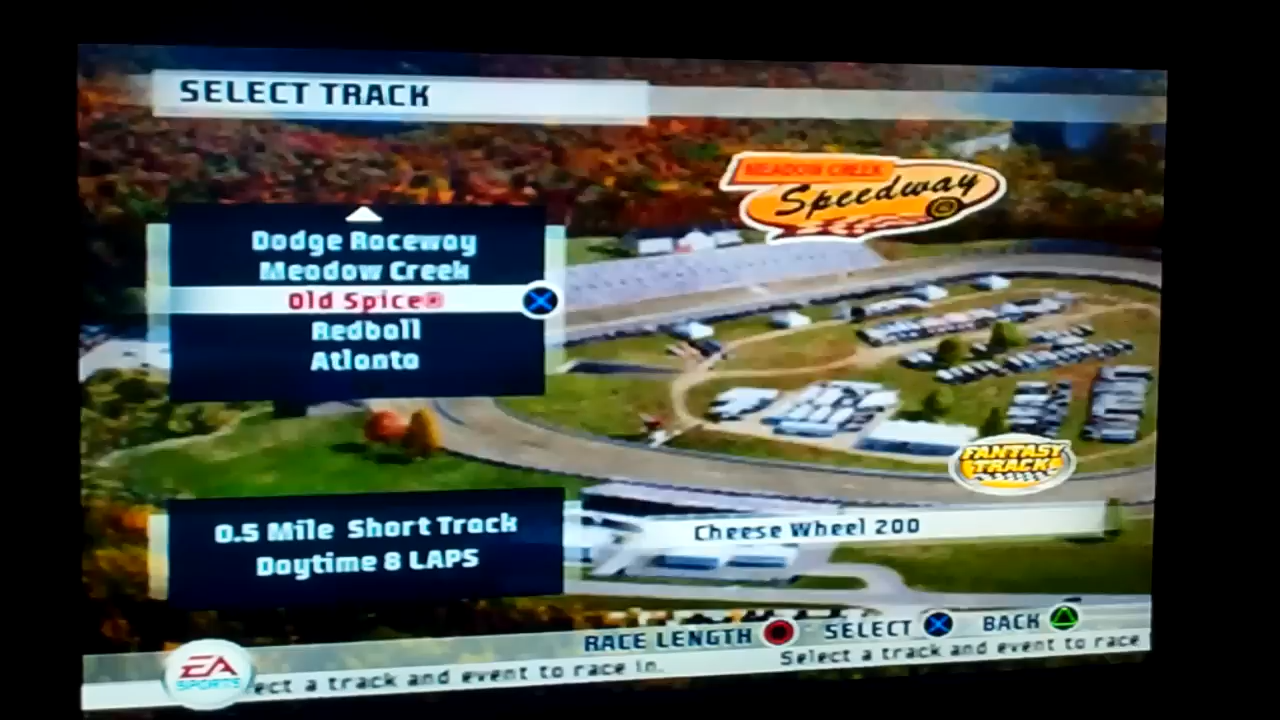 SELECT TRACK
MEADOW CREEK
Speedway
Dodge Raceway
Meadow Creek
Old Spice®
Redball
Atlanta
FANTASY
TRACK
0.5 Mile Short Track
Daytime 8 LAPS
Cheese Wheel 200
RACE LENGTH SELECT BACK
EA
SPORTS
ect a track and event to race in. Select a track and event to race